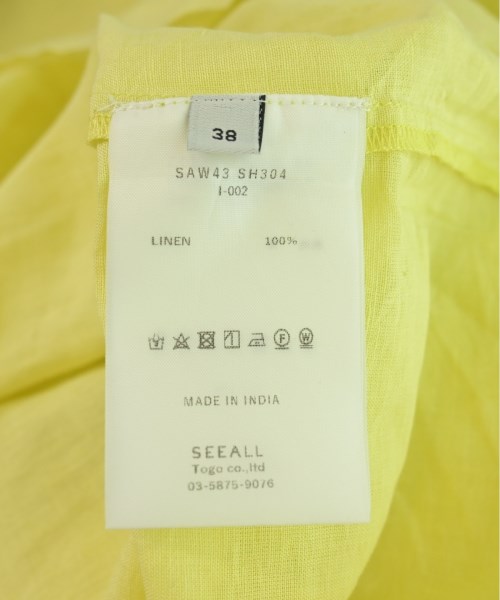 38
SAW43 SH304
I-002
LINEN 100%
F W
MADE IN INDIA
SEEALL
Togo co.,ltd
03-5875-9076